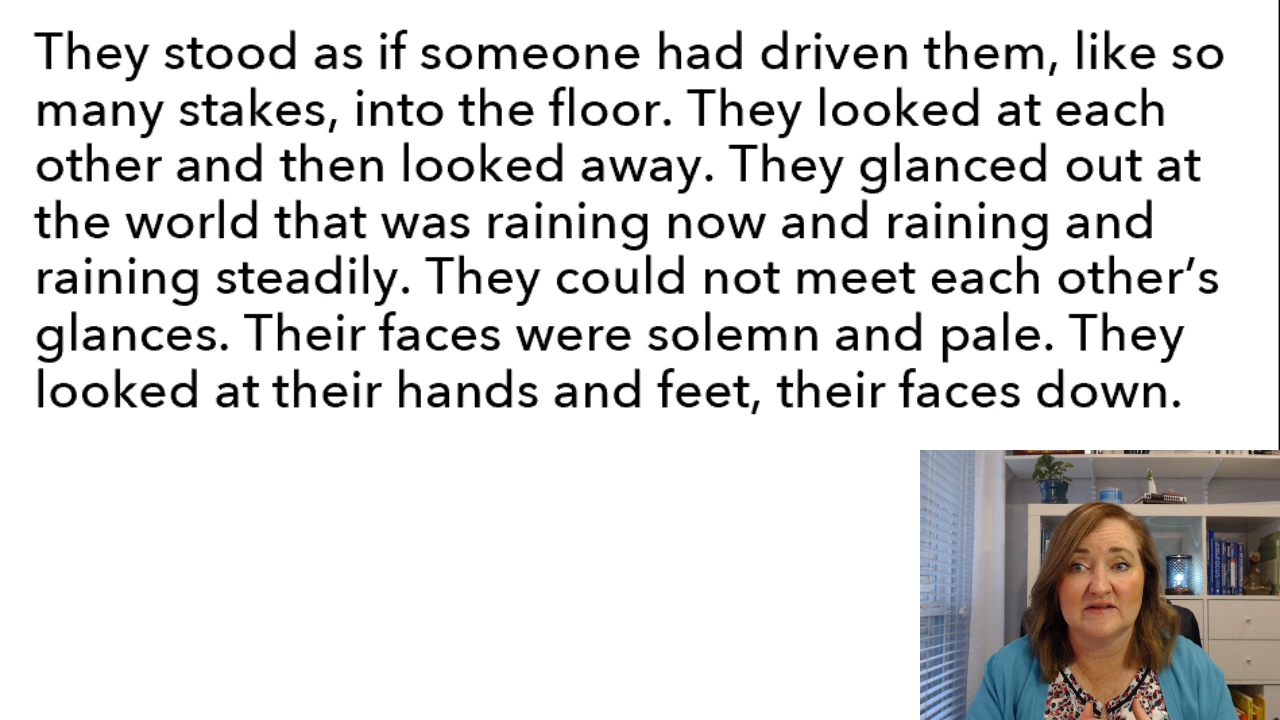 They stood as if someone had driven them, like so
many stakes, into the floor. They looked at each
other and then looked away. They glanced out at
the world that was raining now and raining and
raining steadily. They could not meet each other’s
glances. Their faces were solemn and pale. They
looked at their hands and feet, their faces down.